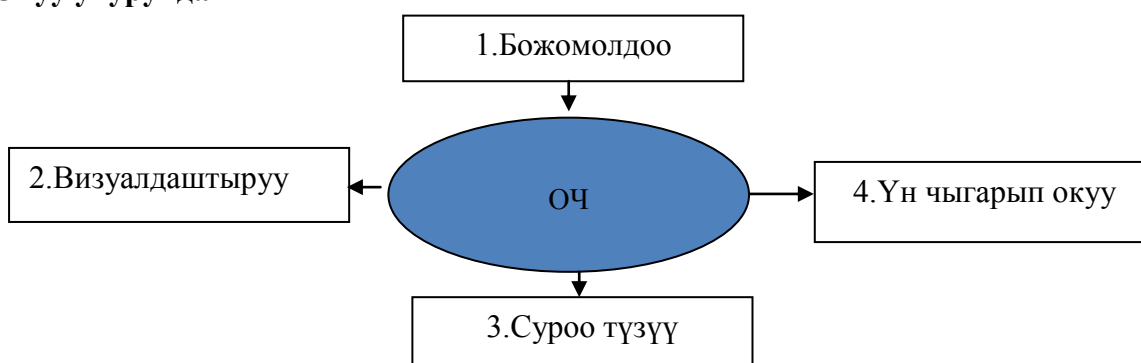 1.Божомолдоо
2.Визуалдаштыруу
ОЧ
4.Үн чыгарып окуу
3.Суроо түзүү